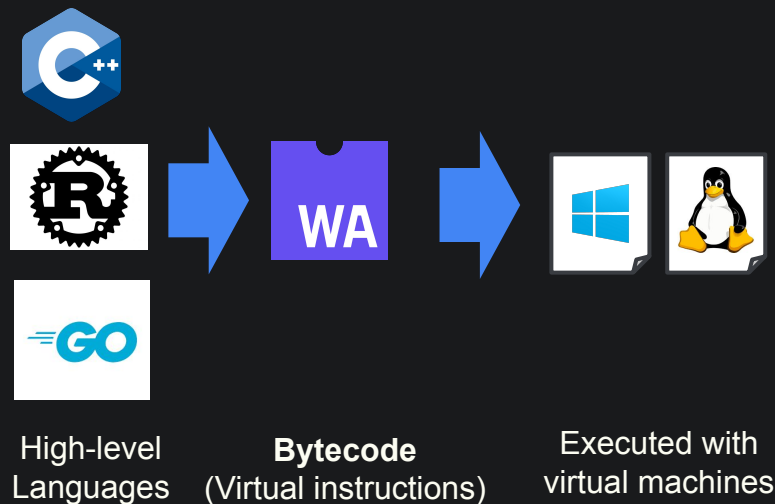 C++
R
GO
WA
High-level
Languages
Bytecode
(Virtual instructions)
Executed with
virtual machines